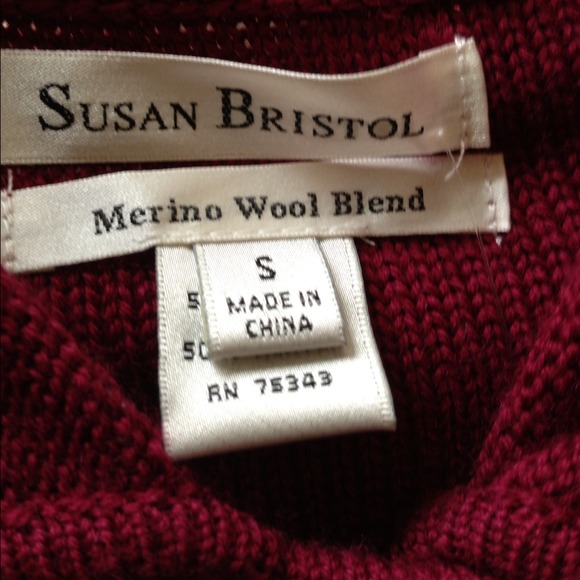 SUSAN BRISTOL
Merino Wool Blend
S
MADE IN
CHINA
RN 75343